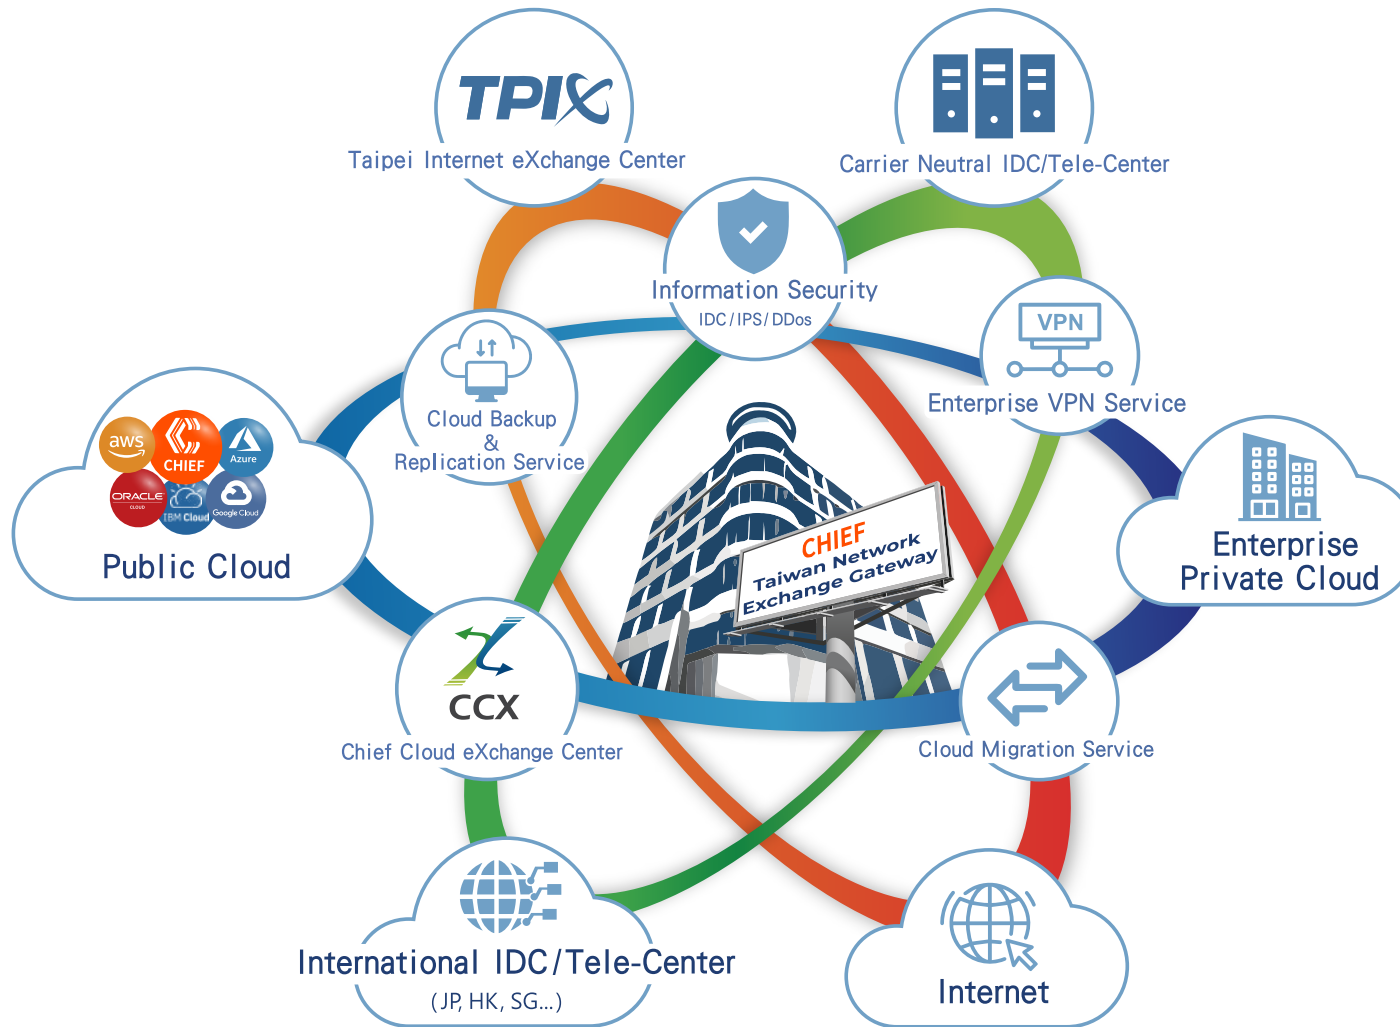 TPIX
Taipei Internet eXchange Center
Carrier Neutral IDC/Tele-Center
Information Security
IDC/IPS/DDos
VPN
Enterprise VPN Service
Cloud Backup
&
Replication Service
aws
CHIEF
Azure
ORACLE
CLOUD
IBM Cloud
Google Cloud
Public Cloud
CHIEF
Taiwan Network
Exchange Gateway
Enterprise
Private Cloud
CCX
Chief Cloud eXchange Center
Cloud Migration Service
International IDC/Tele-Center
(JP, HK, SG...)
Internet